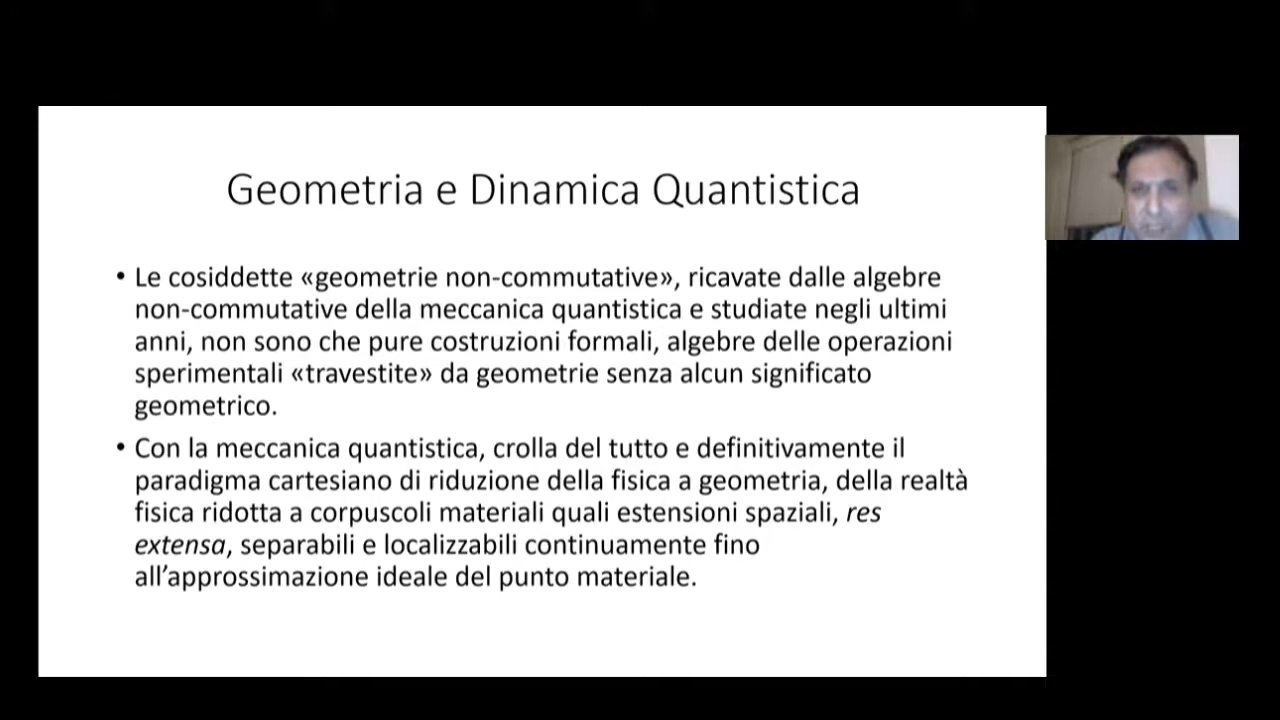 Geometria e Dinamica Quantistica
• Le cosiddette «geometrie non-commutative», ricavate dalle algebre
non-commutative della meccanica quantistica e studiate negli ultimi
anni, non sono che pure costruzioni formali, algebre delle operazioni
sperimentali «travestite» da geometrie senza alcun significato
geometrico.
• Con la meccanica quantistica, crolla del tutto e definitivamente il
paradigma cartesiano di riduzione della fisica a geometria, della realtà
fisica ridotta a corpuscoli materiali quali estensioni spaziali, res
extensa, separabili e localizzabili continuamente fino
all’approssimazione ideale del punto materiale.